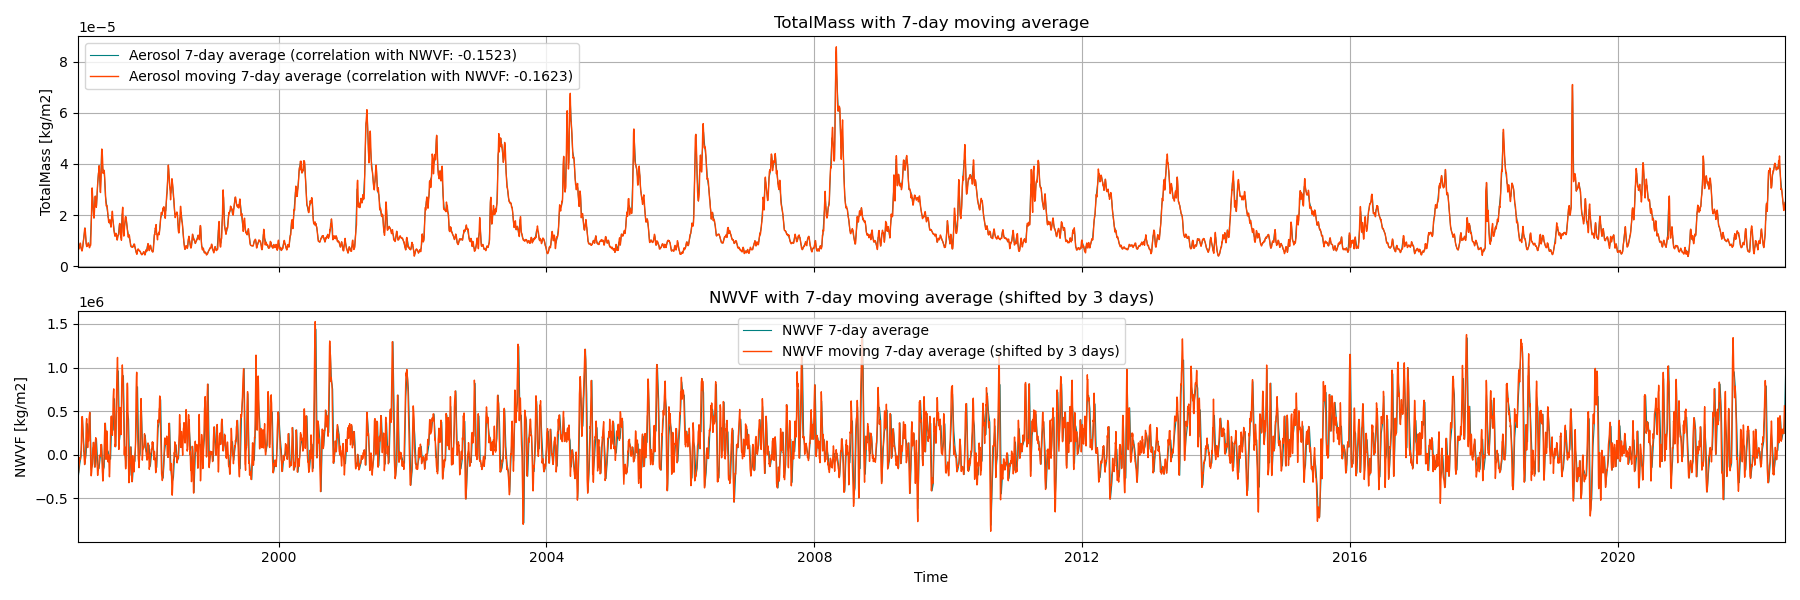 TotalMass with 7-day moving average
1e−5
Aerosol 7-day average (correlation with NWVF: -0.1523)
Aerosol moving 7-day average (correlation with NWVF: -0.1623)
TotalMass [kg/m2]
8
6
4
2
0
NWVF with 7-day moving average (shifted by 3 days)
1e6
NWVF 7-day average
NWVF moving 7-day average (shifted by 3 days)
NWVF [kg/m2]
1.5
1.0
0.5
0.0
−0.5
2000 2004 2008 2012 2016 2020
Time